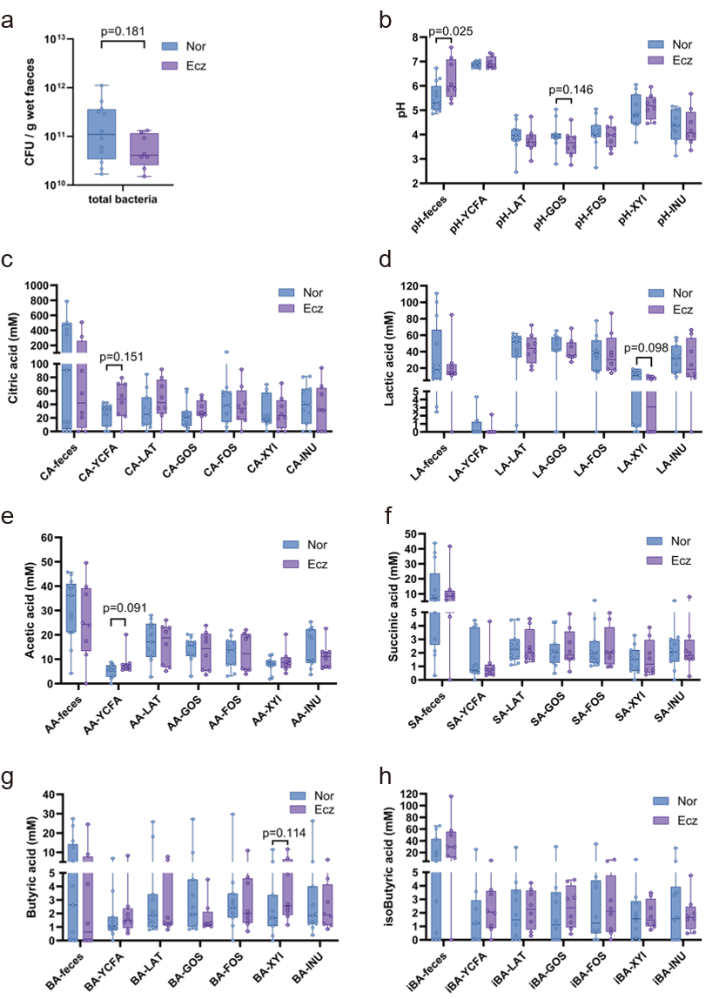 a
p=0.181
Nor
Ecz
10¹³
10¹²
10¹¹
10¹⁰
CFU / g wet faeces
total bacteria
b
p=0.025
p=0.146
Nor
Ecz
8
7
6
5
4
3
2
pH
pH-feces
pH-YCFA
pH-LAT
pH-GOS
pH-FOS
pH-XYI
pH-INU
c
Nor
Ecz
p=0.151
1000
800
600
400
200
100
80
60
40
20
0
Citric acid (mM)
CA-feces
CA-YCFA
CA-LAT
CA-GOS
CA-FOS
CA-XYI
CA-INU
d
Nor
Ecz
p=0.098
120
100
80
60
40
20
5
4
3
2
1
0
Lactic acid (mM)
LA-feces
LA-YCFA
LA-LAT
LA-GOS
LA-FOS
LA-XYI
LA-INU
e
Nor
Ecz
p=0.091
60
50
40
30
20
10
0
Acetic acid (mM)
AA-feces
AA-YCFA
AA-LAT
AA-GOS
AA-FOS
AA-XYI
AA-INU
f
Nor
Ecz
50
40
30
20
10
5
4
3
2
1
0
Succinic acid (mM)
SA-feces
SA-YCFA
SA-LAT
SA-GOS
SA-FOS
SA-XYI
SA-INU
g
Nor
Ecz
p=0.114
40
30
20
10
5
4
3
2
1
0
Butyric acid (mM)
BA-feces
BA-YCFA
BA-LAT
BA-GOS
BA-FOS
BA-XYI
BA-INU
h
Nor
Ecz
120
100
80
60
40
20
5
4
3
2
1
0
isoButyric acid (mM)
iBA-feces
iBA-YCFA
iBA-LAT
iBA-GOS
iBA-FOS
iBA-XYI
iBA-INU